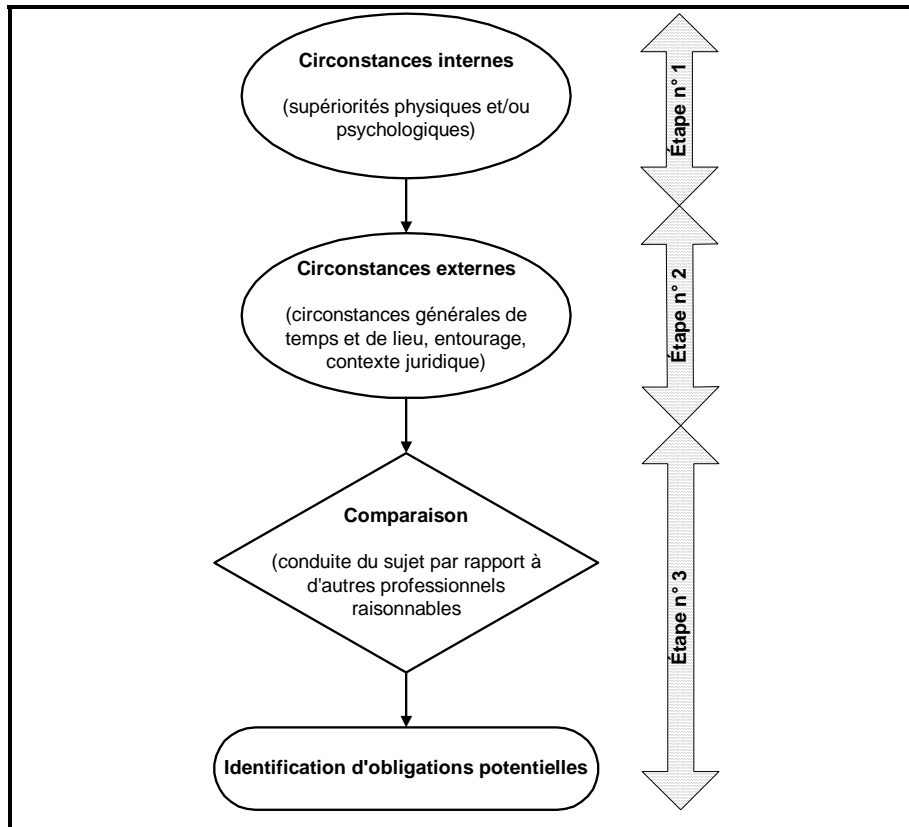 Circonstances internes
(supériorités physiques et/ou
psychologiques)
Étape n° 1
Circonstances externes
(circonstances générales de
temps et de lieu, entourage,
contexte juridique)
Étape n° 2
Comparaison
(conduite du sujet par rapport à
d'autres professionnels
raisonnables
Étape n° 3
Identification d'obligations potentielles